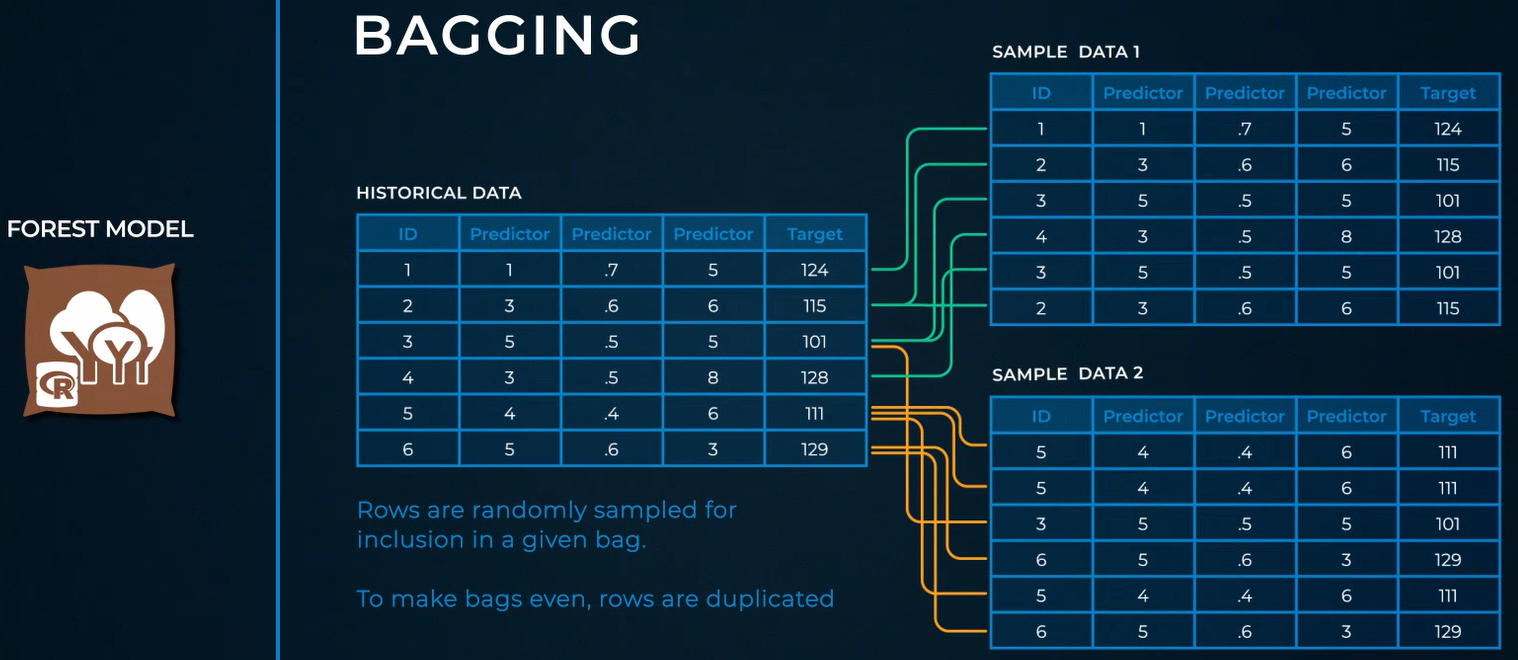 BAGGING
FOREST MODEL
R
HISTORICAL DATA
ID Predictor Predictor Predictor Target
1 1 .7 5 124
2 3 .6 6 115
3 5 .5 5 101
4 3 .5 8 128
5 4 .4 6 111
6 5 .6 3 129
Rows are randomly sampled for
inclusion in a given bag.
To make bags even, rows are duplicated
SAMPLE DATA 1
ID Predictor Predictor Predictor Target
1 1 .7 5 124
2 3 .6 6 115
3 5 .5 5 101
4 3 .5 8 128
3 5 .5 5 101
2 3 .6 6 115
SAMPLE DATA 2
ID Predictor Predictor Predictor Target
5 4 .4 6 111
5 4 .4 6 111
3 5 .5 5 101
6 5 .6 3 129
5 4 .4 6 111
6 5 .6 3 129